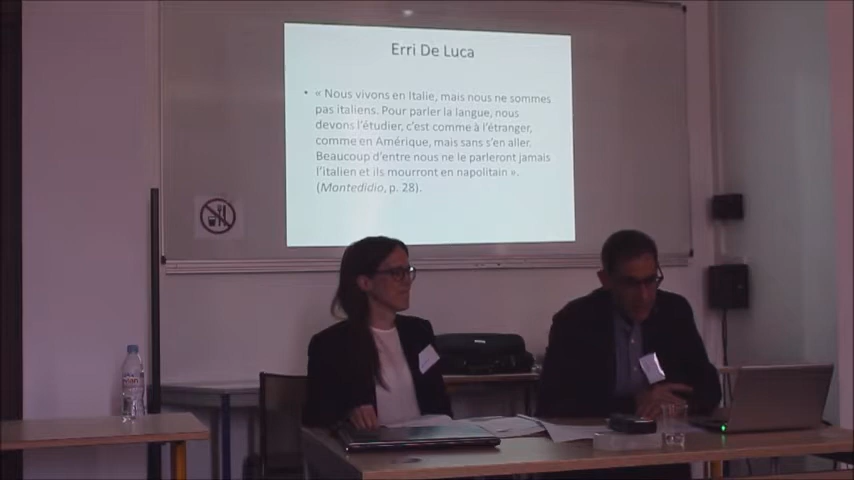 Erri De Luca
• « Nous vivons en Italie, mais nous ne sommes
pas italiens. Pour parler la langue, nous
devons l'étudier, c'est comme à l'étranger,
comme en Amérique, mais sans s'en aller.
Beaucoup d'entre nous ne le parleront jamais
l'italien et ils mourront en napolitain ».
(Montedidio, p. 28).